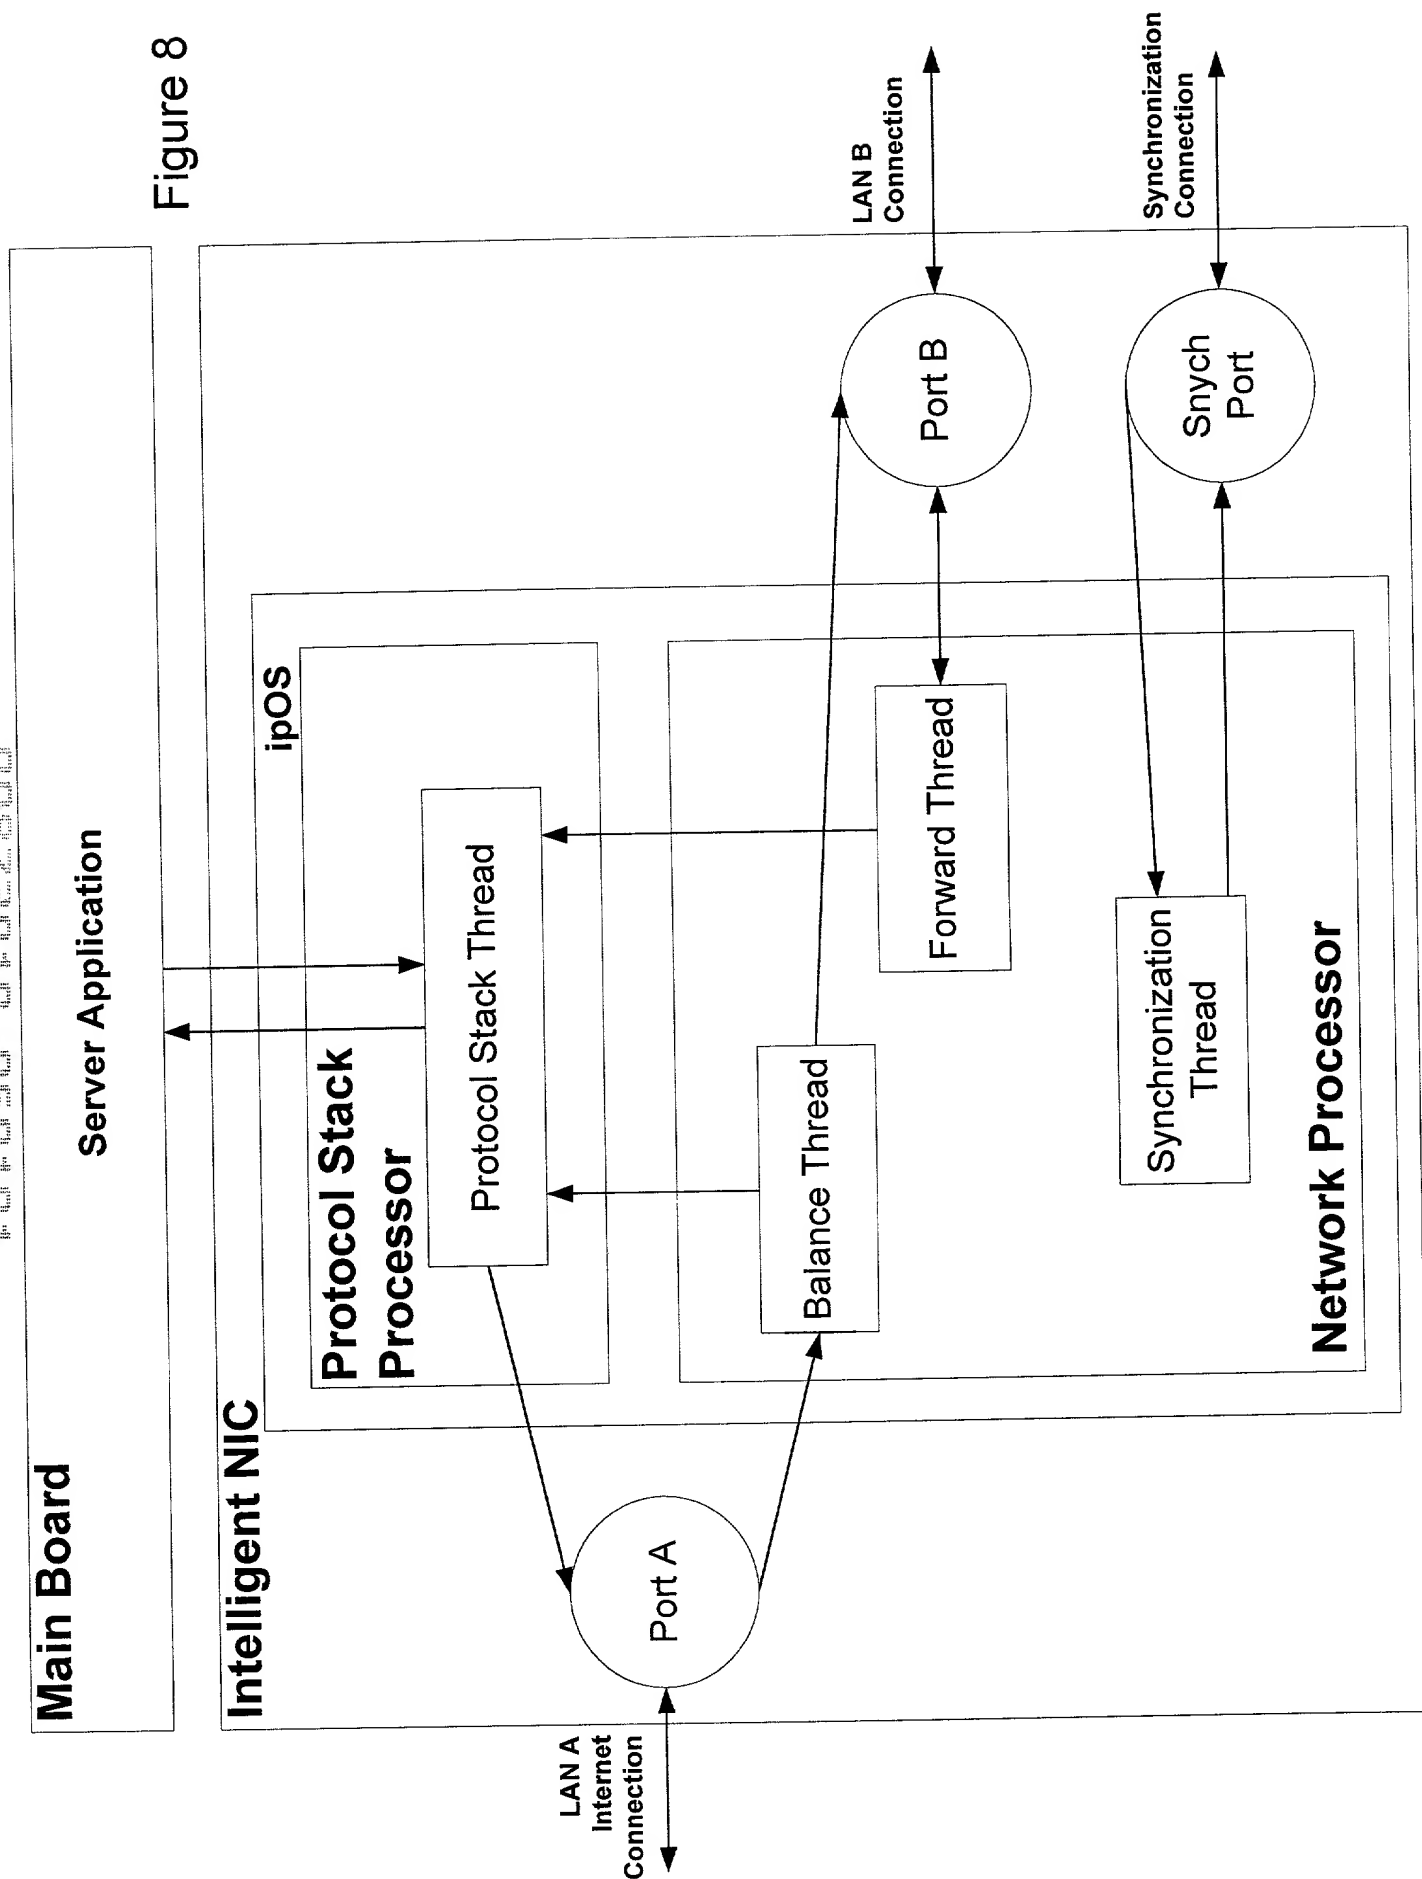 Figure 8
Main Board
Server Application
Intelligent NIC
ipOS
Protocol Stack
Processor
Protocol Stack Thread
LAN A
Internet
Connection
Port A
Balance Thread
Forward Thread
Port B
LAN B
Connection
Synchronization
Thread
Snych
Port
Synchronization
Connection
Network Processor